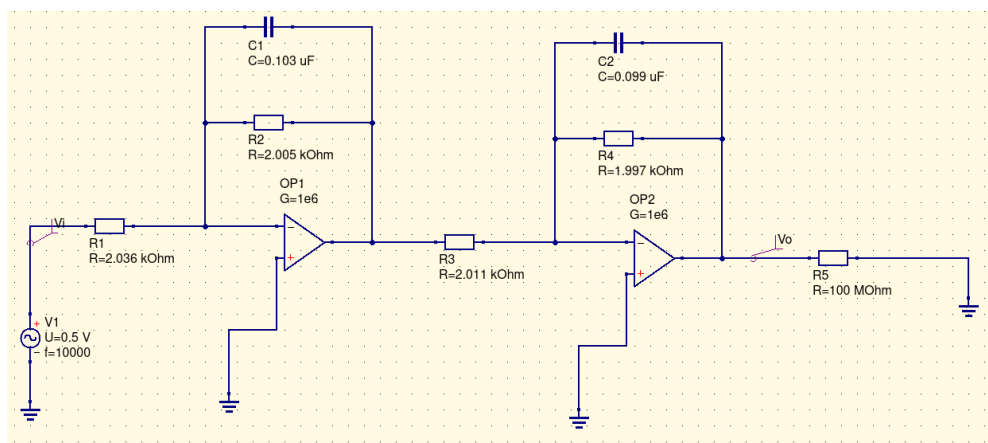 C1
C=0.103 uF
C2
C=0.099 uF
R2
R=2.005 kOhm
R4
R=1.997 kOhm
OP1
G=1e6
OP2
G=1e6
Vi
R1
R=2.036 kOhm
R3
R=2.011 kOhm
Vo
R5
R=100 MOhm
V1
U=0.5 V
f=10000